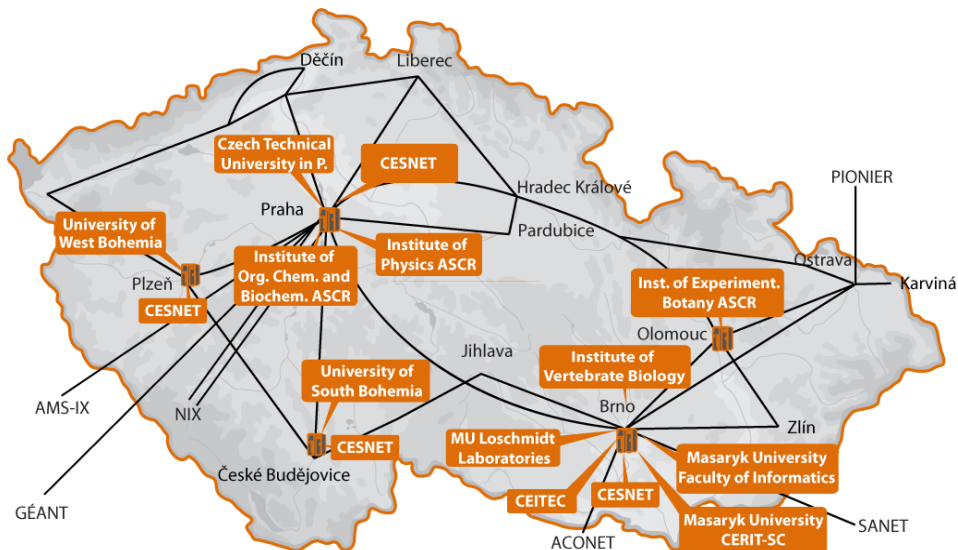 Děčín
Liberec
Czech Technical
University in P.
CESNET
PIONIER
Hradec Králové
Praha
University of
West Bohemia
Pardubice
Institute of
Physics ASCR
Institute of
Org. Chem. and
Biochem. ASCR
Ostrava
Plzeň
Karviná
Inst. of Experiment.
Botany ASCR
CESNET
Olomouc
Jihlava
Institute of
Vertebrate Biology
University of
South Bohemia
AMS-IX
NIX
Brno
Zlín
CESNET
MU Loschmidt
Laboratories
Masaryk University
Faculty of Informatics
České Budějovice
CEITEC
CESNET
GÉANT
Masaryk University
CERIT-SC
SANET
ACONET